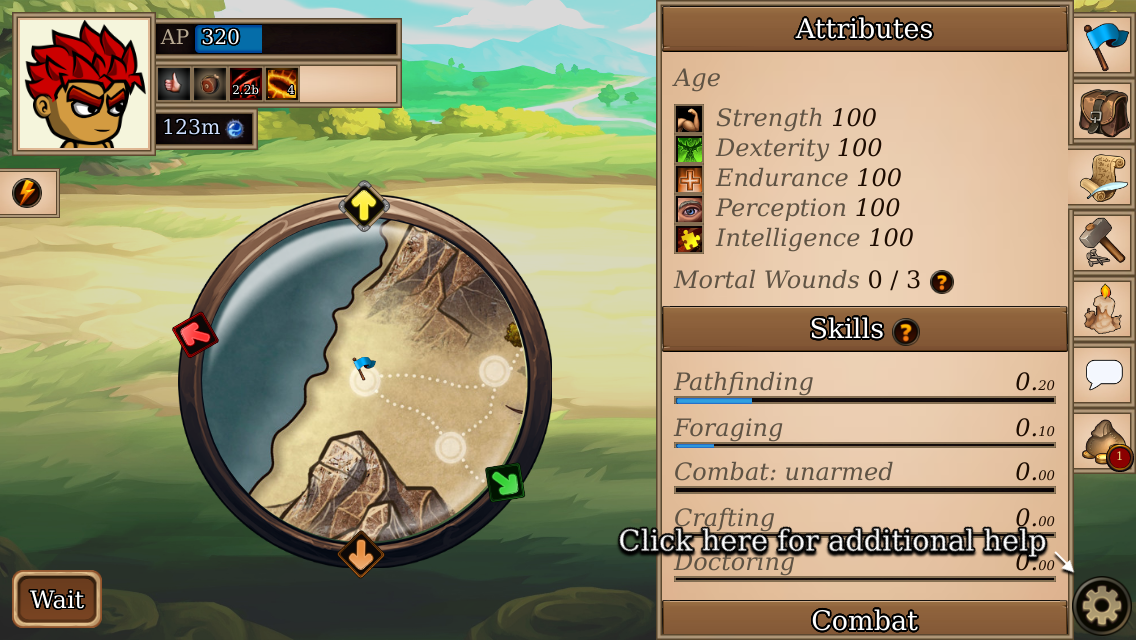 AP 320
2.2b
4
123m
Attributes
Age
Strength 100
Dexterity 100
Endurance 100
Perception 100
Intelligence 100
Mortal Wounds 0 / 3 ?
Skills ?
Pathfinding 0.20
Foraging 0.10
Combat: unarmed 0.00
Crafting 0.00
Click here for additional help
Doctoring 0.00
Combat
Wait
1